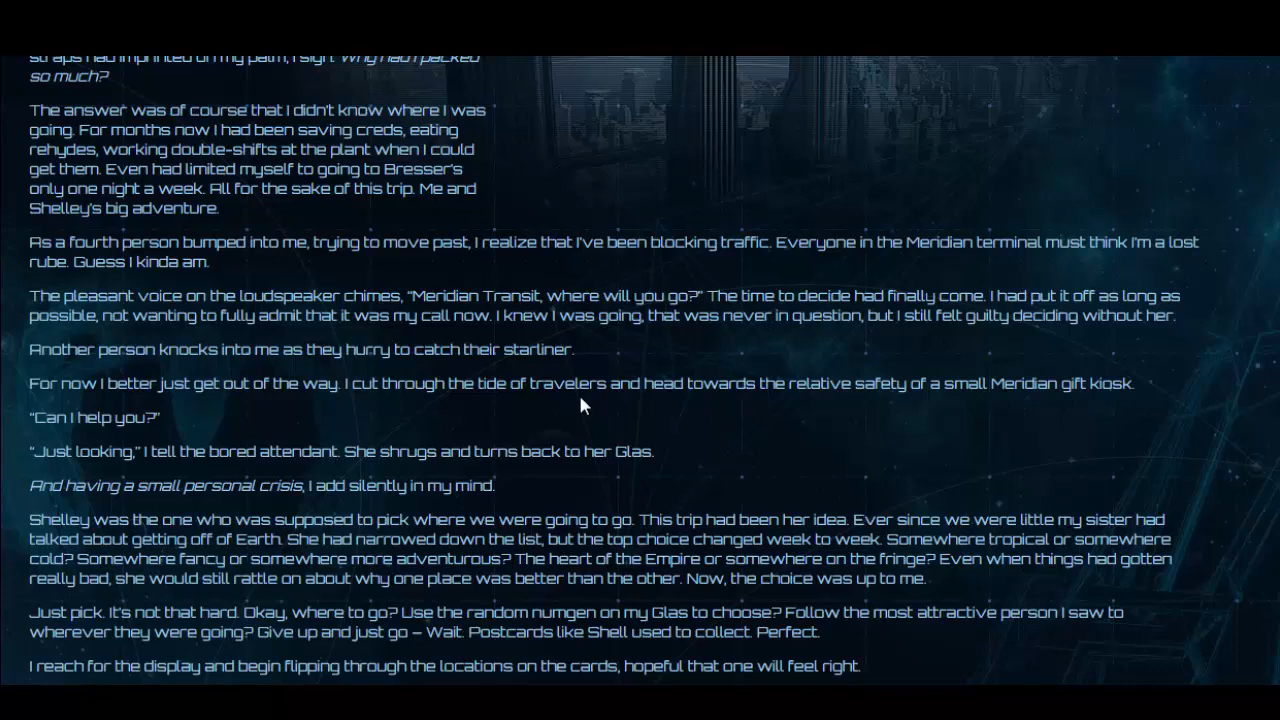 straps had imprinted on my palm, I sigh. Why had I packed
so much?
The answer was of course that I didn't know where I was
going. For months now I had been saving creds, eating
rehydes, working double-shifts at the plant when I could
get them. Even had limited myself to going to Bresser's
only one night a week. All for the sake of this trip. Me and
Shelley's big adventure.
As a fourth person bumped into me, trying to move past, I realize that I've been blocking traffic. Everyone in the Meridian terminal must think I'm a lost
rube. Guess I kinda am.
The pleasant voice on the loudspeaker chimes, “Meridian Transit, where will you go?” The time to decide had finally come. I had put it off as long as
possible, not wanting to fully admit that it was my call now. I knew I was going, that was never in question, but I still felt guilty deciding without her.
Another person knocks into me as they hurry to catch their starliner.
For now I better just get out of the way. I cut through the tide of travelers and head towards the relative safety of a small Meridian gift kiosk.
“Can I help you?”
“Just looking,” I tell the bored attendant. She shrugs and turns back to her Glas.
And having a small personal crisis, I add silently in my mind.
Shelley was the one who was supposed to pick where we were going to go. This trip had been her idea. Ever since we were little my sister had
talked about getting off of Earth. She had narrowed down the list, but the top choice changed week to week. Somewhere tropical or somewhere
cold? Somewhere fancy or somewhere more adventurous? The heart of the Empire or somewhere on the fringe? Even when things had gotten
really bad, she would still rattle on about why one place was better than the other. Now, the choice was up to me.
Just pick. It's not that hard. Okay, where to go? Use the random numgen on my Glas to choose? Follow the most attractive person I saw to
wherever they were going? Give up and just go – Wait. Postcards like Shell used to collect. Perfect.
I reach for the display and begin flipping through the locations on the cards, hopeful that one will feel right.